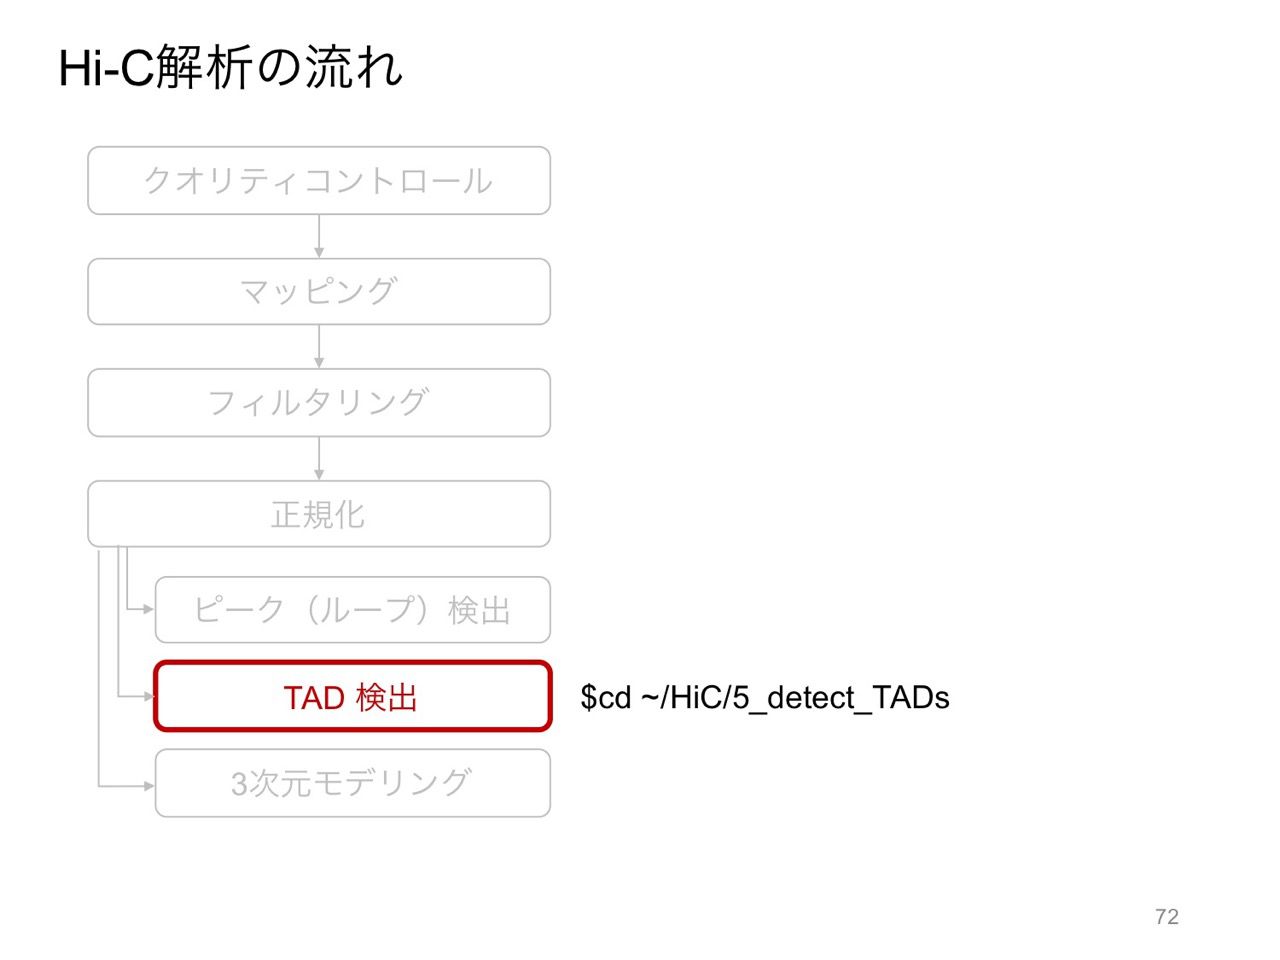 Hi-C解析の流れ
クオリティコントロール
マッピング
フィルタリング
正規化
ピーク（ループ）検出
TAD 検出
$cd ~/HiC/5_detect_TADs
3次元モデリング
72